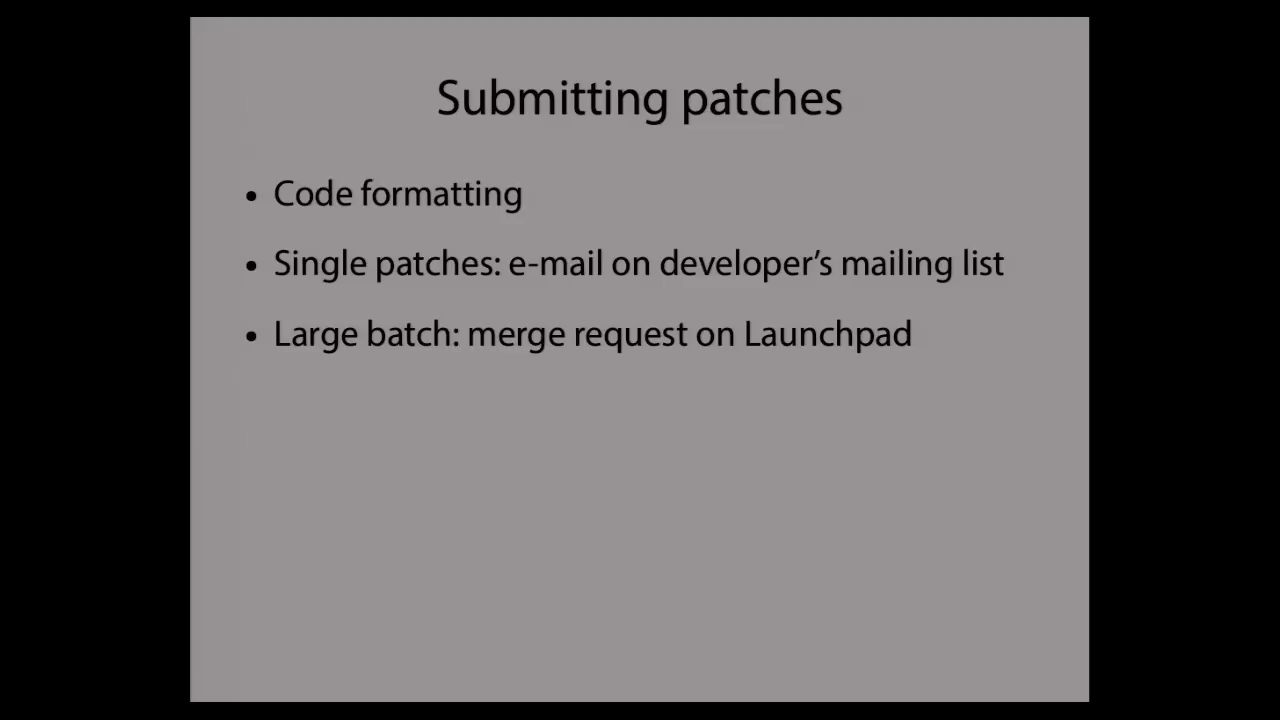 Submitting patches
• Code formatting
• Single patches: e-mail on developer’s mailing list
• Large batch: merge request on Launchpad